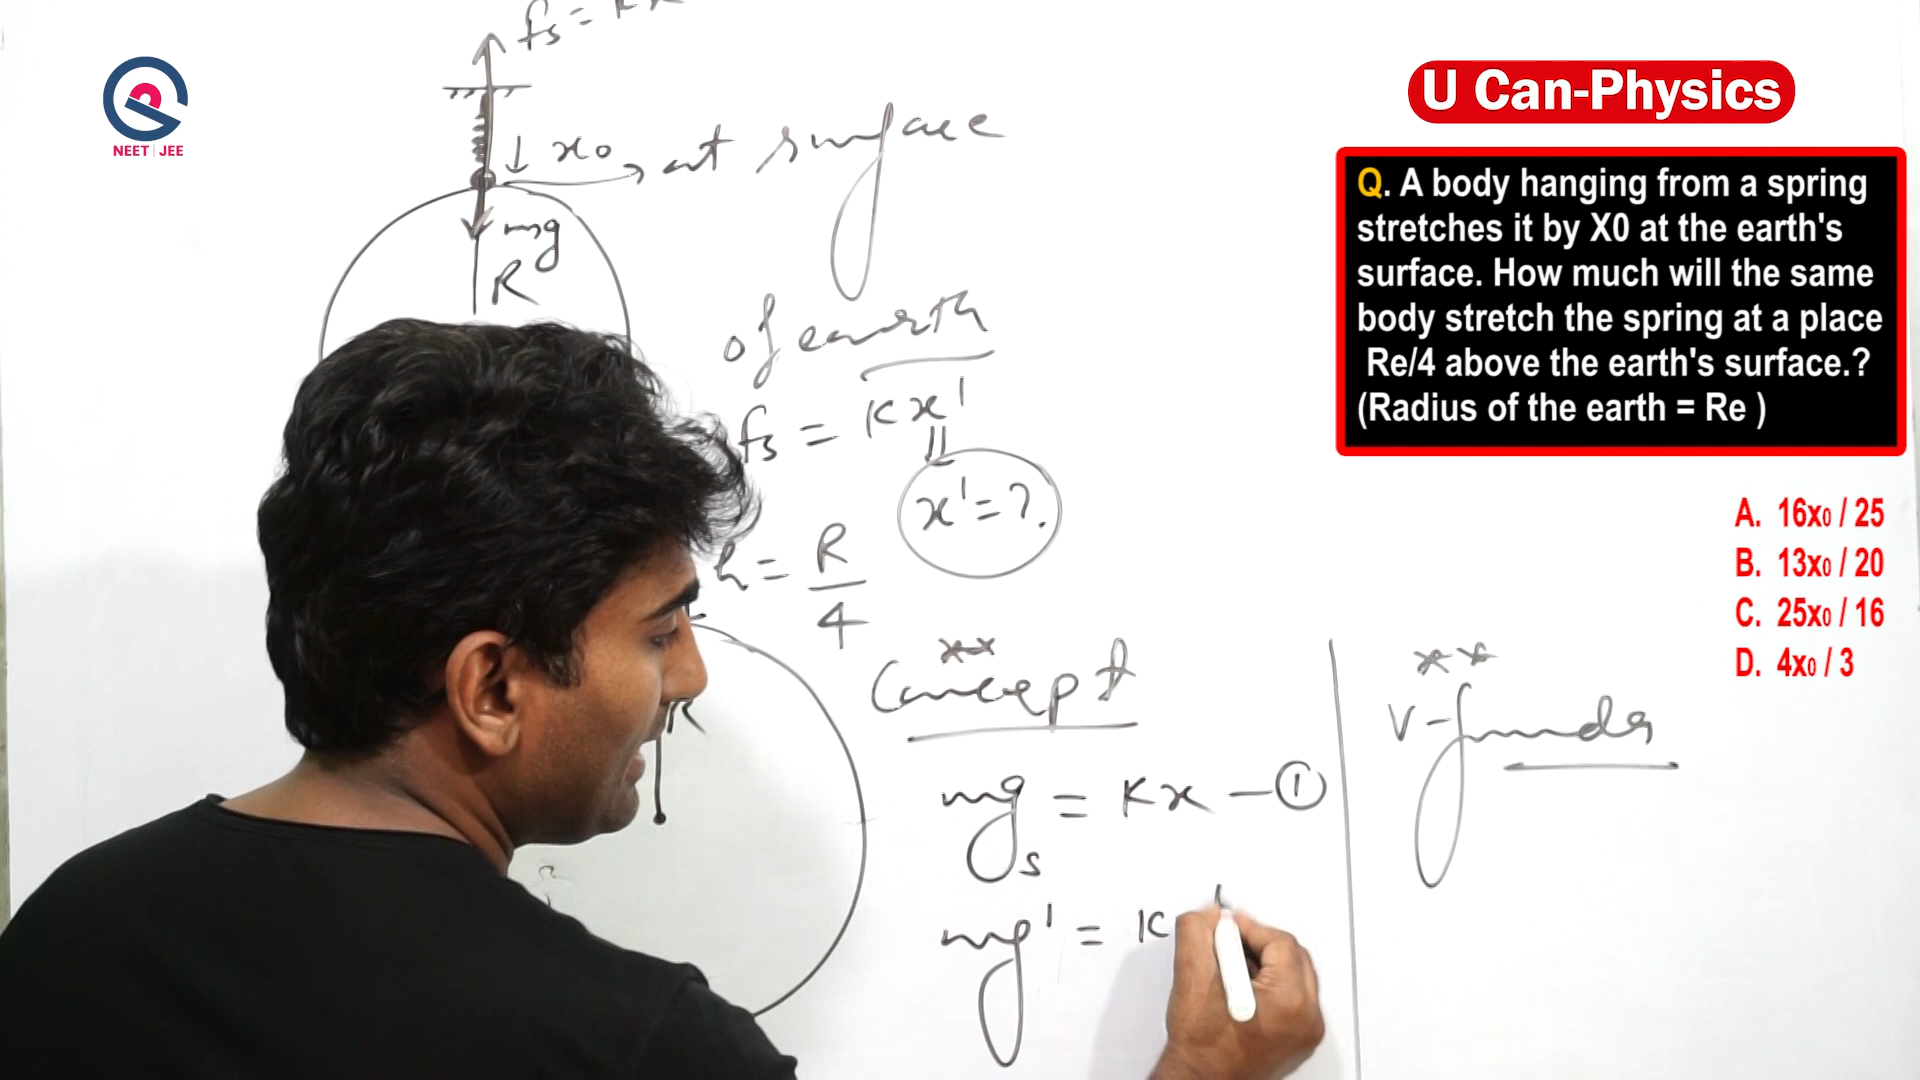 fs = Kx
NEET | JEE
x0
at surface
mg
R
of earth
fs = Kx'
x' = ?
h = R
4
R
**
Concept
mgs = Kx — ①
mg' = K
**
V-funda
U Can-Physics
Q. A body hanging from a spring
stretches it by X0 at the earth's
surface. How much will the same
body stretch the spring at a place
Re/4 above the earth's surface.?
(Radius of the earth = Re )
A. 16x0 / 25
B. 13x0 / 20
C. 25x0 / 16
D. 4x0 / 3